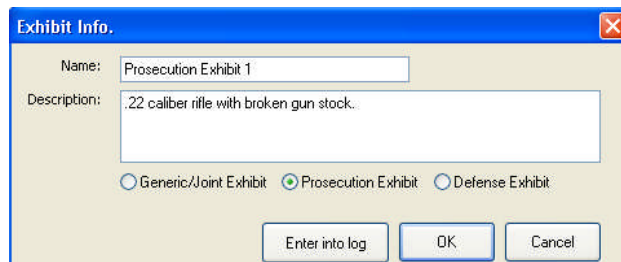 Exhibit Info.
Name: Prosecution Exhibit 1
Description: .22 caliber rifle with broken gun stock.
Generic/Joint Exhibit Prosecution Exhibit Defense Exhibit
Enter into log OK Cancel